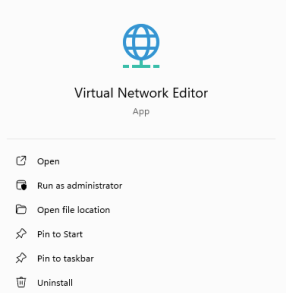 Virtual Network Editor
App
Open
Run as administrator
Open file location
Pin to Start
Pin to taskbar
Uninstall